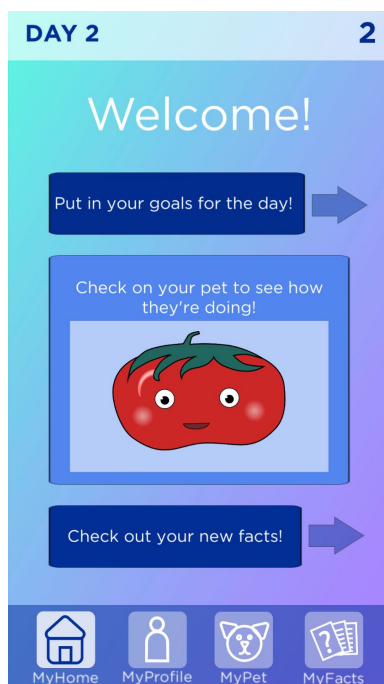 DAY 2
2
Welcome!
Put in your goals for the day!
Check on your pet to see how
they're doing!
Check out your new facts!
?
MyHome MyProfile MyPet MyFacts